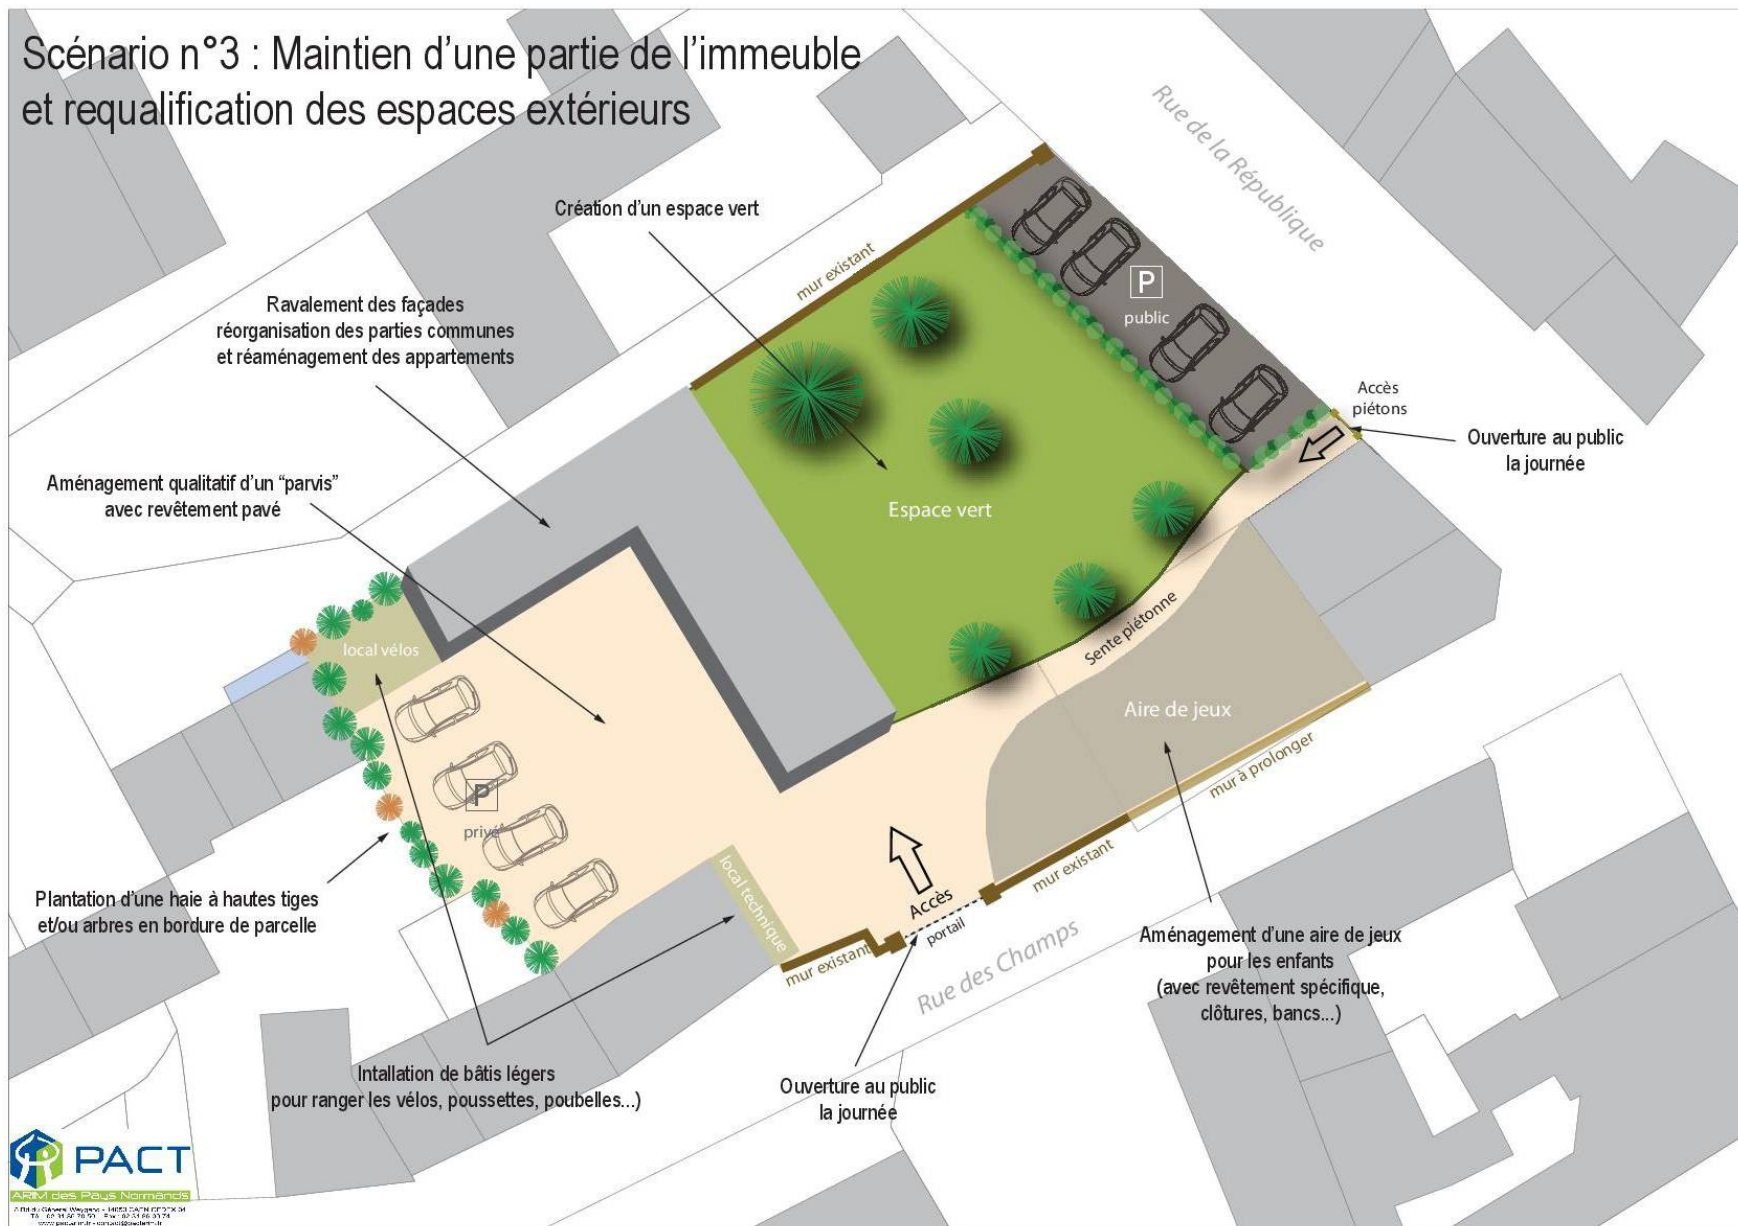 Scénario n°3 : Maintien d'une partie de l'immeuble
et requalification des espaces extérieurs
Rue de la République
Création d'un espace vert
mur existant
P
public
Ravalement des façades
réorganisation des parties communes
et réaménagement des appartements
Accès
piétons
Ouverture au public
la journée
Aménagement qualitatif d'un "parvis"
avec revêtement pavé
Espace vert
local vélos
Sente piétonne
Aire de jeux
mur à prolonger
P
privé
mur existant
local technique
Accès
portail
mur existant
Rue des Champs
Plantation d'une haie à hautes tiges
et/ou arbres en bordure de parcelle
Aménagement d'une aire de jeux
pour les enfants
(avec revêtement spécifique,
clôtures, bancs...)
Intallation de bâtis légers
pour ranger les vélos, poussettes, poubelles...)
Ouverture au public
la journée
PACT
ARIM des Pays Normands